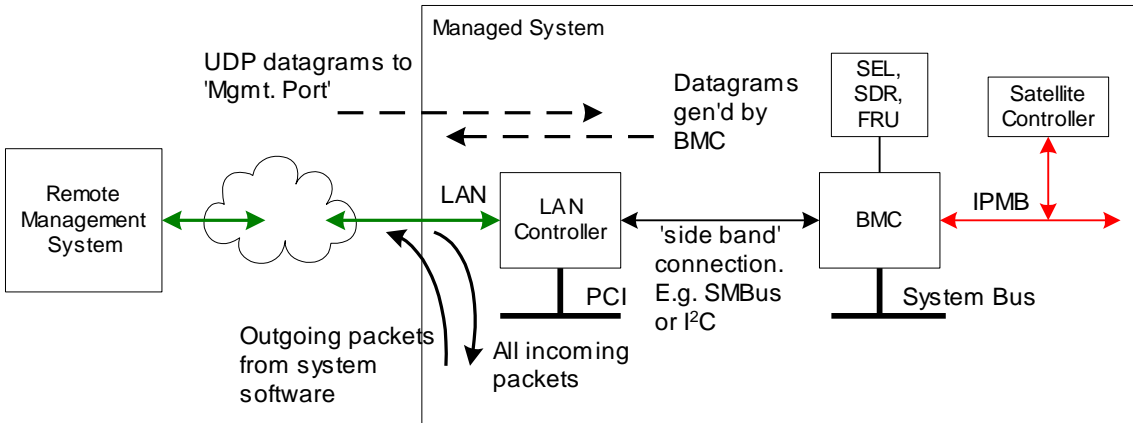 Managed System
UDP datagrams to
'Mgmt. Port'
Datagrams
gen'd by
BMC
SEL,
SDR,
FRU
Satellite
Controller
Remote
Management
System
LAN
LAN
Controller
'side band'
connection.
E.g. SMBus
or I²C
BMC
IPMB
PCI
System Bus
Outgoing packets
from system
software
All incoming
packets